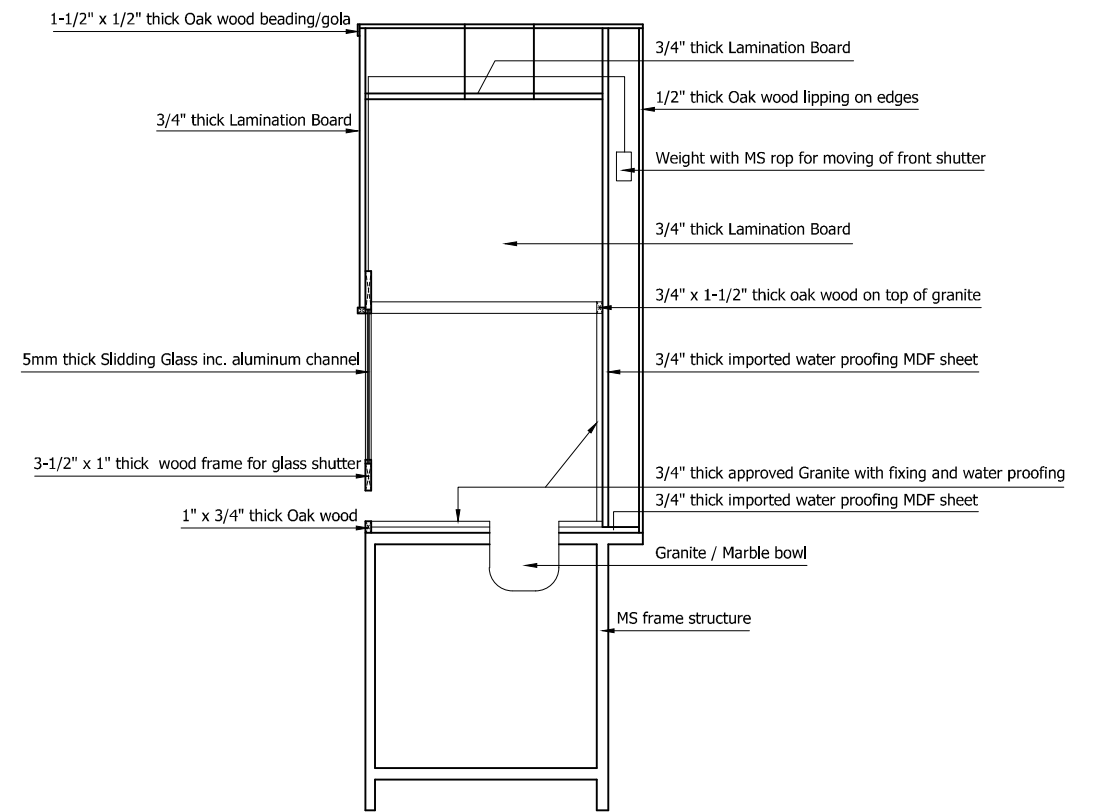 1-1/2" x 1/2" thick Oak wood beading/gola
3/4" thick Lamination Board
3/4" thick Lamination Board
1/2" thick Oak wood lipping on edges
3/4" thick Lamination Board
Weight with MS rop for moving of front shutter
3/4" thick Lamination Board
3/4" x 1-1/2" thick oak wood on top of granite
5mm thick Slidding Glass inc. aluminum channel
3/4" thick imported water proofing MDF sheet
3-1/2" x 1" thick wood frame for glass shutter
3/4" thick approved Granite with fixing and water proofing
3/4" thick imported water proofing MDF sheet
1" x 3/4" thick Oak wood
Granite / Marble bowl
MS frame structure